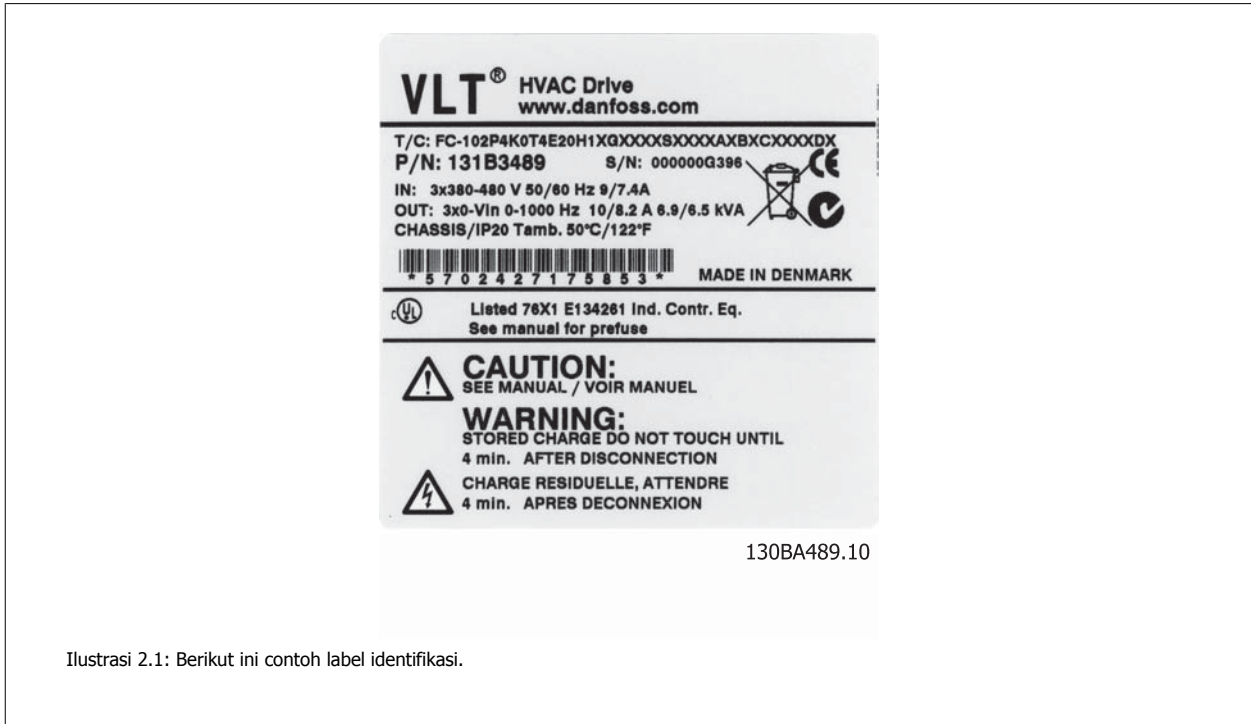 VLT® HVAC Drive
www.danfoss.com
T/C: FC-102P4K0T4E20H1XGXXXXSXXXXAXBXCXXXXDX
P/N: 131B3489 S/N: 000000G396
IN: 3x380-480 V 50/60 Hz 9/7.4A
OUT: 3x0-Vin 0-1000 Hz 10/8.2 A 6.9/6.5 kVA
CHASSIS/IP20 Tamb. 50°C/122°F
* 5 7 0 2 4 2 7 1 7 5 8 5 3 * MADE IN DENMARK
c UL Listed 76X1 E134261 Ind. Contr. Eq.
See manual for prefuse
CAUTION:
SEE MANUAL / VOIR MANUEL
WARNING:
STORED CHARGE DO NOT TOUCH UNTIL
4 min. AFTER DISCONNECTION
CHARGE RESIDUELLE, ATTENDRE
4 min. APRES DECONNEXION
130BA489.10
Ilustrasi 2.1: Berikut ini contoh label identifikasi.